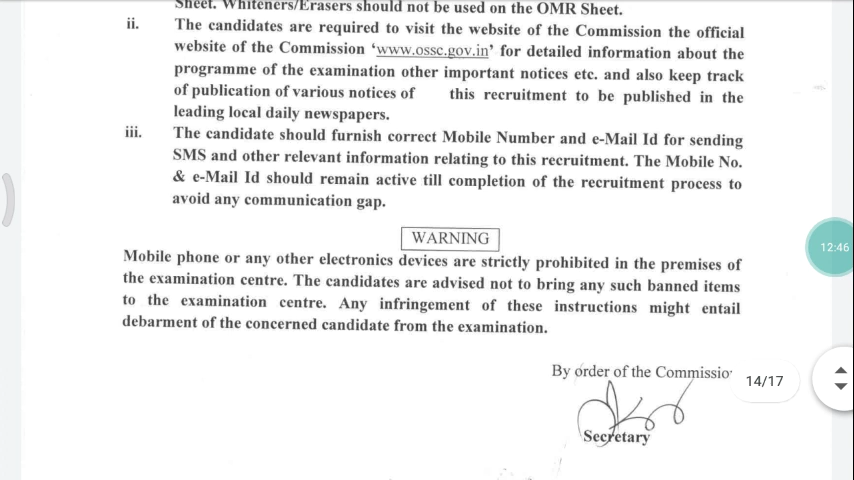 Sheet. Whiteners/Erasers should not be used on the OMR Sheet.
ii. The candidates are required to visit the website of the Commission the official
website of the Commission ‘www.ossc.gov.in’ for detailed information about the
programme of the examination other important notices etc. and also keep track
of publication of various notices of this recruitment to be published in the
leading local daily newspapers.
iii. The candidate should furnish correct Mobile Number and e-Mail Id for sending
SMS and other relevant information relating to this recruitment. The Mobile No.
& e-Mail Id should remain active till completion of the recruitment process to
avoid any communication gap.
WARNING
Mobile phone or any other electronics devices are strictly prohibited in the premises of
the examination centre. The candidates are advised not to bring any such banned items
to the examination centre. Any infringement of these instructions might entail
debarment of the concerned candidate from the examination.
12:46
By order of the Commissio
14/17
Secretary